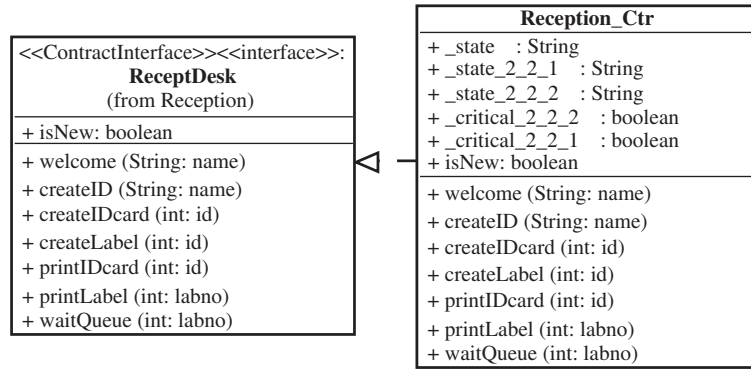 <<ContractInterface>><<interface>>:
ReceptDesk
(from Reception)
+ isNew: boolean
+ welcome (String: name)
+ createID (String: name)
+ createIDcard (int: id)
+ createLabel (int: id)
+ printIDcard (int: id)
+ printLabel (int: labno)
+ waitQueue (int: labno)
Reception_Ctr
+ _state : String
+ _state_2_2_1 : String
+ _state_2_2_2 : String
+ _critical_2_2_2 : boolean
+ _critical_2_2_1 : boolean
+ isNew: boolean
+ welcome (String: name)
+ createID (String: name)
+ createIDcard (int: id)
+ createLabel (int: id)
+ printIDcard (int: id)
+ printLabel (int: labno)
+ waitQueue (int: labno)